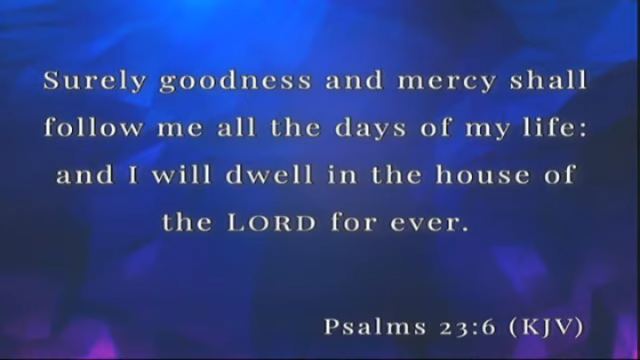 Surely goodness and mercy shall
follow me all the days of my life:
and I will dwell in the house of
the LORD for ever.
Psalms 23:6 (KJV)